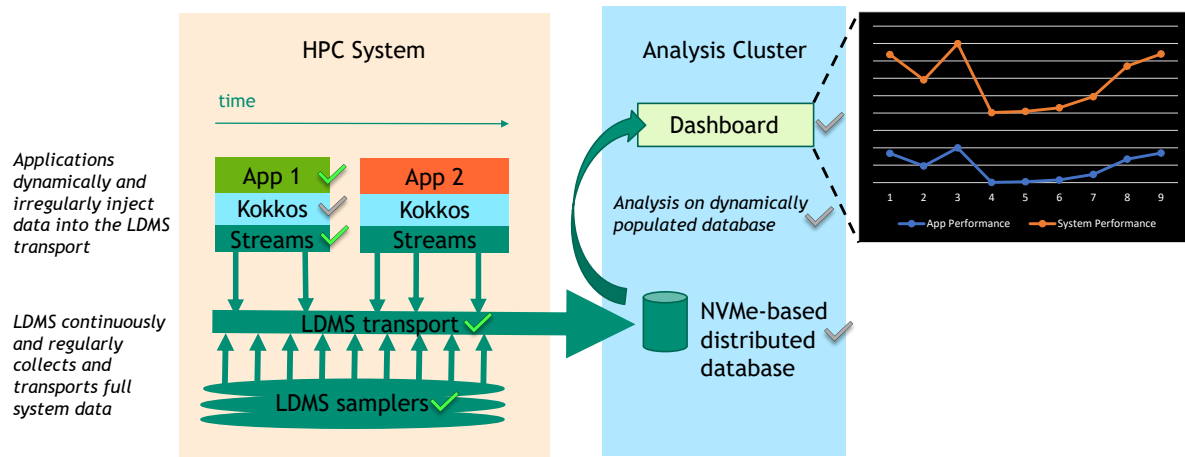 HPC System
time
Applications
dynamically and
irregularly inject
data into the LDMS
transport
App 1
Kokkos
Streams
App 2
Kokkos
Streams
LDMS transport
LDMS continuously
and regularly
collects and
transports full
system data
LDMS samplers
Analysis Cluster
Dashboard
Analysis on dynamically
populated database
NVMe-based
distributed
database
1 2 3 4 5 6 7 8 9
App Performance System Performance